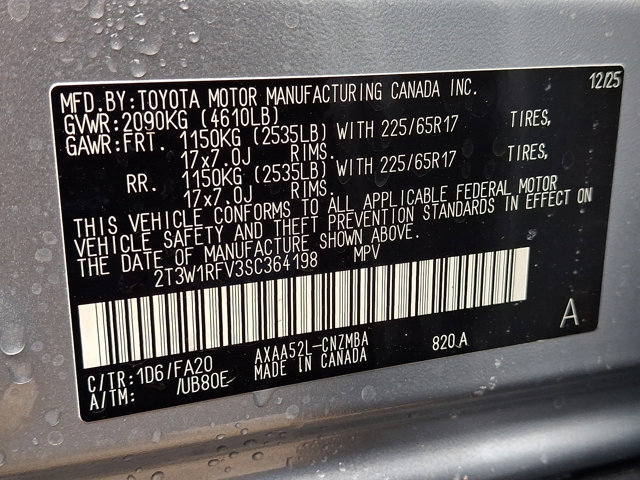 MFD.BY:TOYOTA MOTOR MANUFACTURING CANADA INC. 12/25
GVWR:2090KG (4610LB)
GAWR:FRT. 1150KG (2535LB) WITH 225/65R17 TIRES,
17x7.0J RIMS.
RR. 1150KG (2535LB) WITH 225/65R17 TIRES,
17x7.0J RIMS.
THIS VEHICLE CONFORMS TO ALL APPLICABLE FEDERAL MOTOR
VEHICLE SAFETY AND THEFT PREVENTION STANDARDS IN EFFECT ON
THE DATE OF MANUFACTURE SHOWN ABOVE.
2T3W1RFV3SC364198 MPV
A
C/TR:1D6/FA20 AXAA52L-CNZMBA 820.A
A/TM: /UB80E MADE IN CANADA